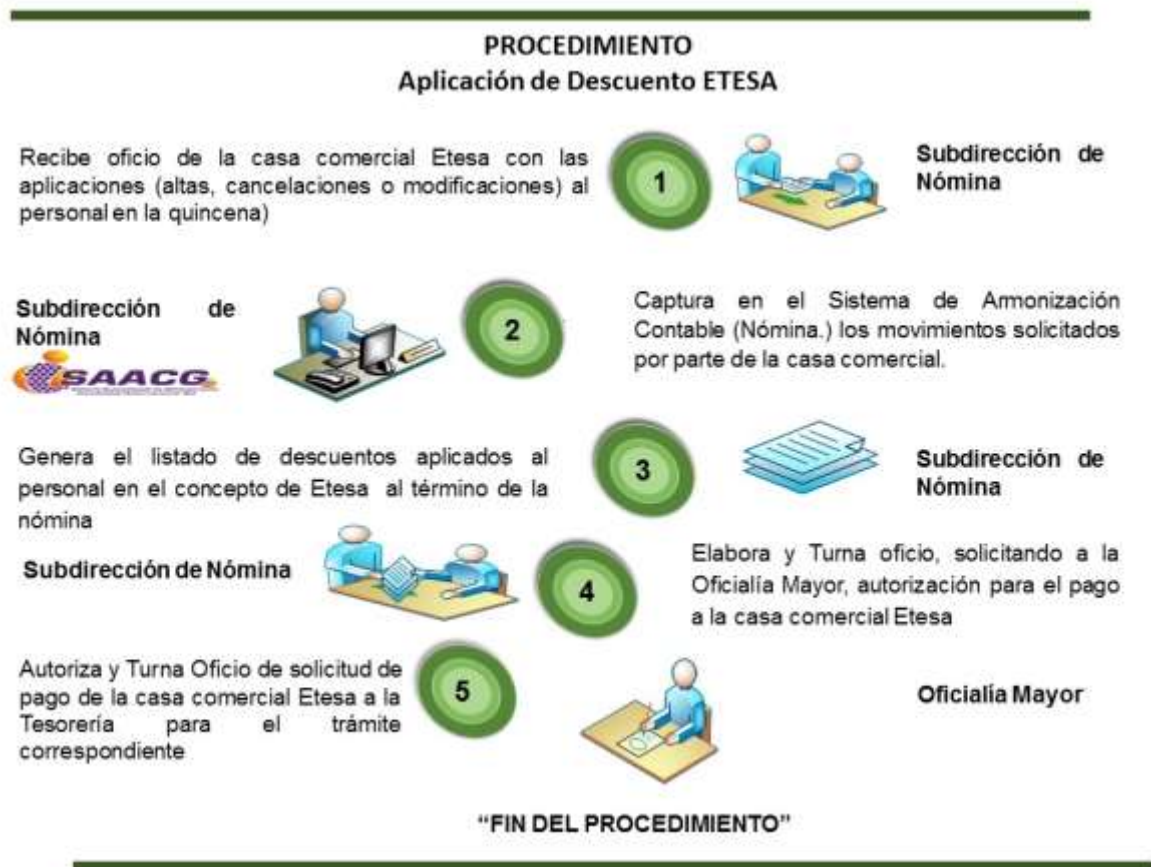 PROCEDIMIENTO
Aplicación de Descuento ETESA
Recibe oficio de la casa comercial Etesa con las
aplicaciones (altas, cancelaciones o modificaciones) al
personal en la quincena)
1
Subdirección de
Nómina
Subdirección de
Nómina
SAACG
2
Captura en el Sistema de Armonización
Contable (Nómina.) los movimientos solicitados
por parte de la casa comercial.
Genera el listado de descuentos aplicados al
personal en el concepto de Etesa al término de la
nómina
3
Subdirección de
Nómina
Subdirección de Nómina
4
Elabora y Turna oficio, solicitando a la
Oficialía Mayor, autorización para el pago
a la casa comercial Etesa
Autoriza y Turna Oficio de solicitud de
pago de la casa comercial Etesa a la
Tesorería para el trámite
correspondiente
5
Oficialía Mayor
“FIN DEL PROCEDIMIENTO”